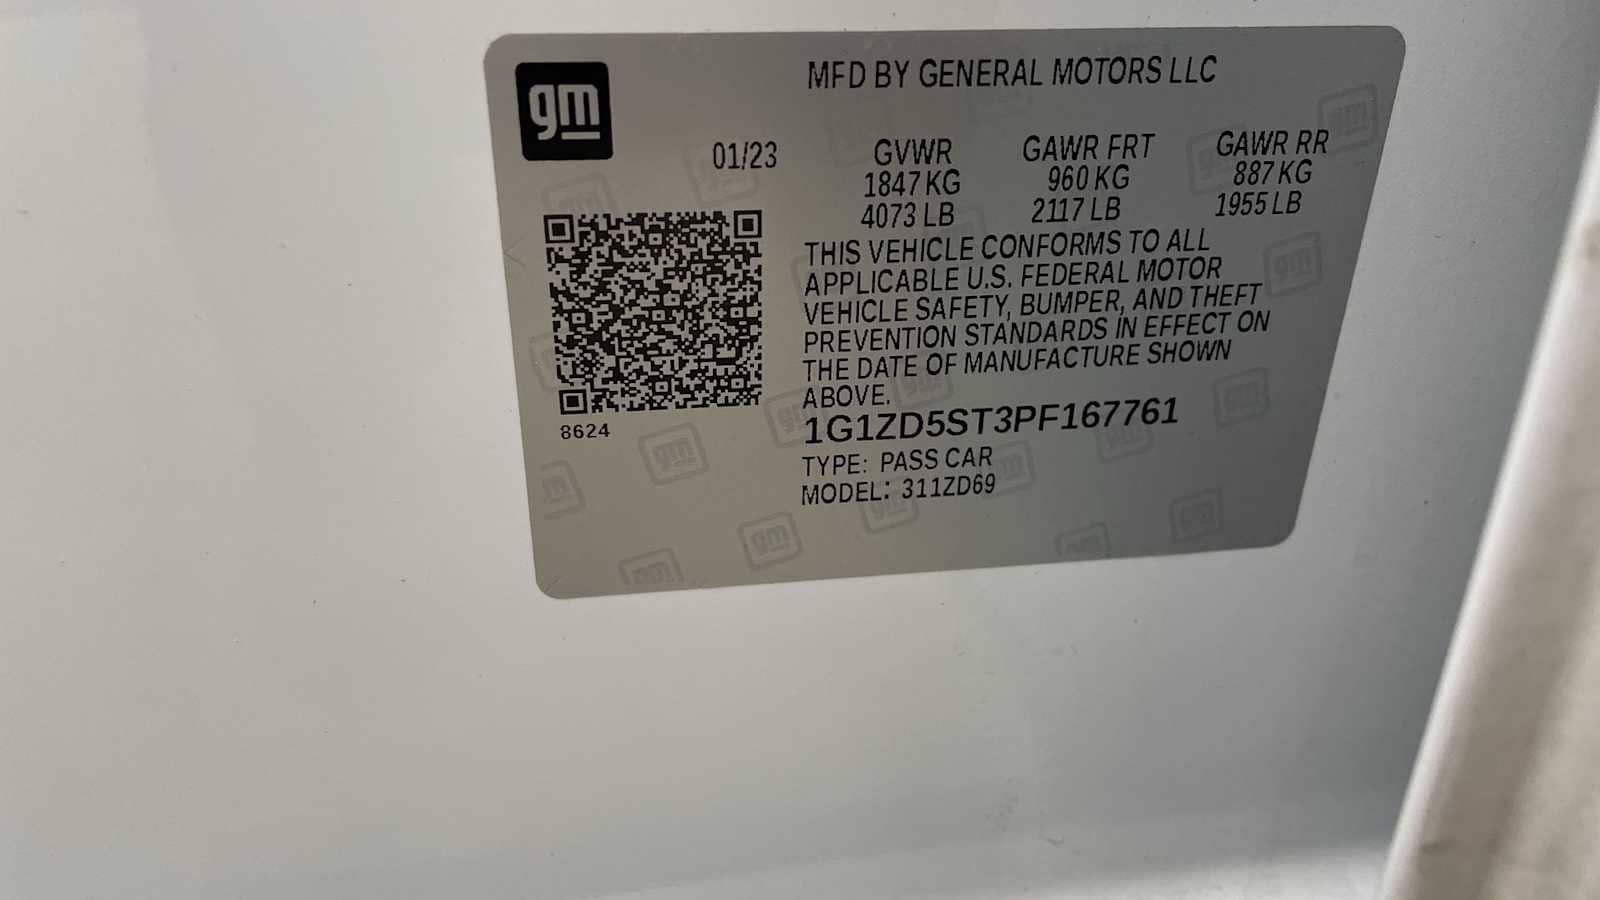 gm
MFD BY GENERAL MOTORS LLC
01/23 GVWR GAWR FRT GAWR RR
1847 KG 960 KG 887 KG
4073 LB 2117 LB 1955 LB
THIS VEHICLE CONFORMS TO ALL
APPLICABLE U.S. FEDERAL MOTOR
VEHICLE SAFETY, BUMPER, AND THEFT
PREVENTION STANDARDS IN EFFECT ON
THE DATE OF MANUFACTURE SHOWN
ABOVE.
8624
1G1ZD5ST3PF167761
TYPE: PASS CAR
MODEL: 311ZD69